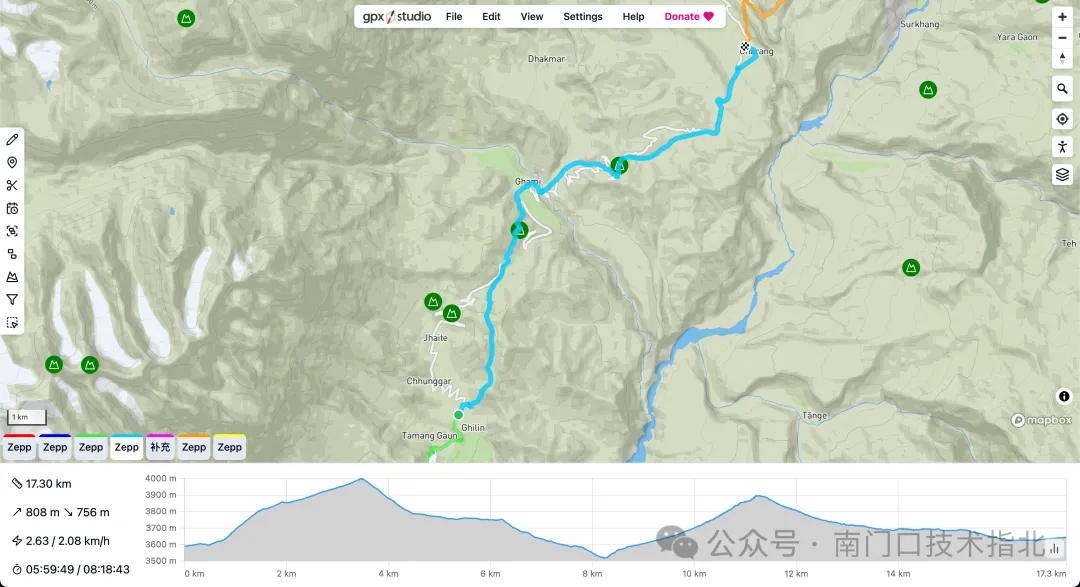 gpx studio File Edit View Settings Help Donate
Surkhang
Yara Gaon
Dhakmar
Ghami
Teh
Jhaite
Chhunggar
1 km
Tānge
mapbox
Ghilin
Tamang Gaun
Zepp Zepp Zepp Zepp 补充 Zepp Zepp
17.30 km
808 m 756 m
2.63 / 2.08 km/h
05:59:49 / 08:18:43
4000 m
3900 m
3800 m
3700 m
3600 m
3500 m
0 km 2 km 4 km 6 km 8 km 10 km 12 km 14 km 17.3 km
公众号 · 南门口技术指北